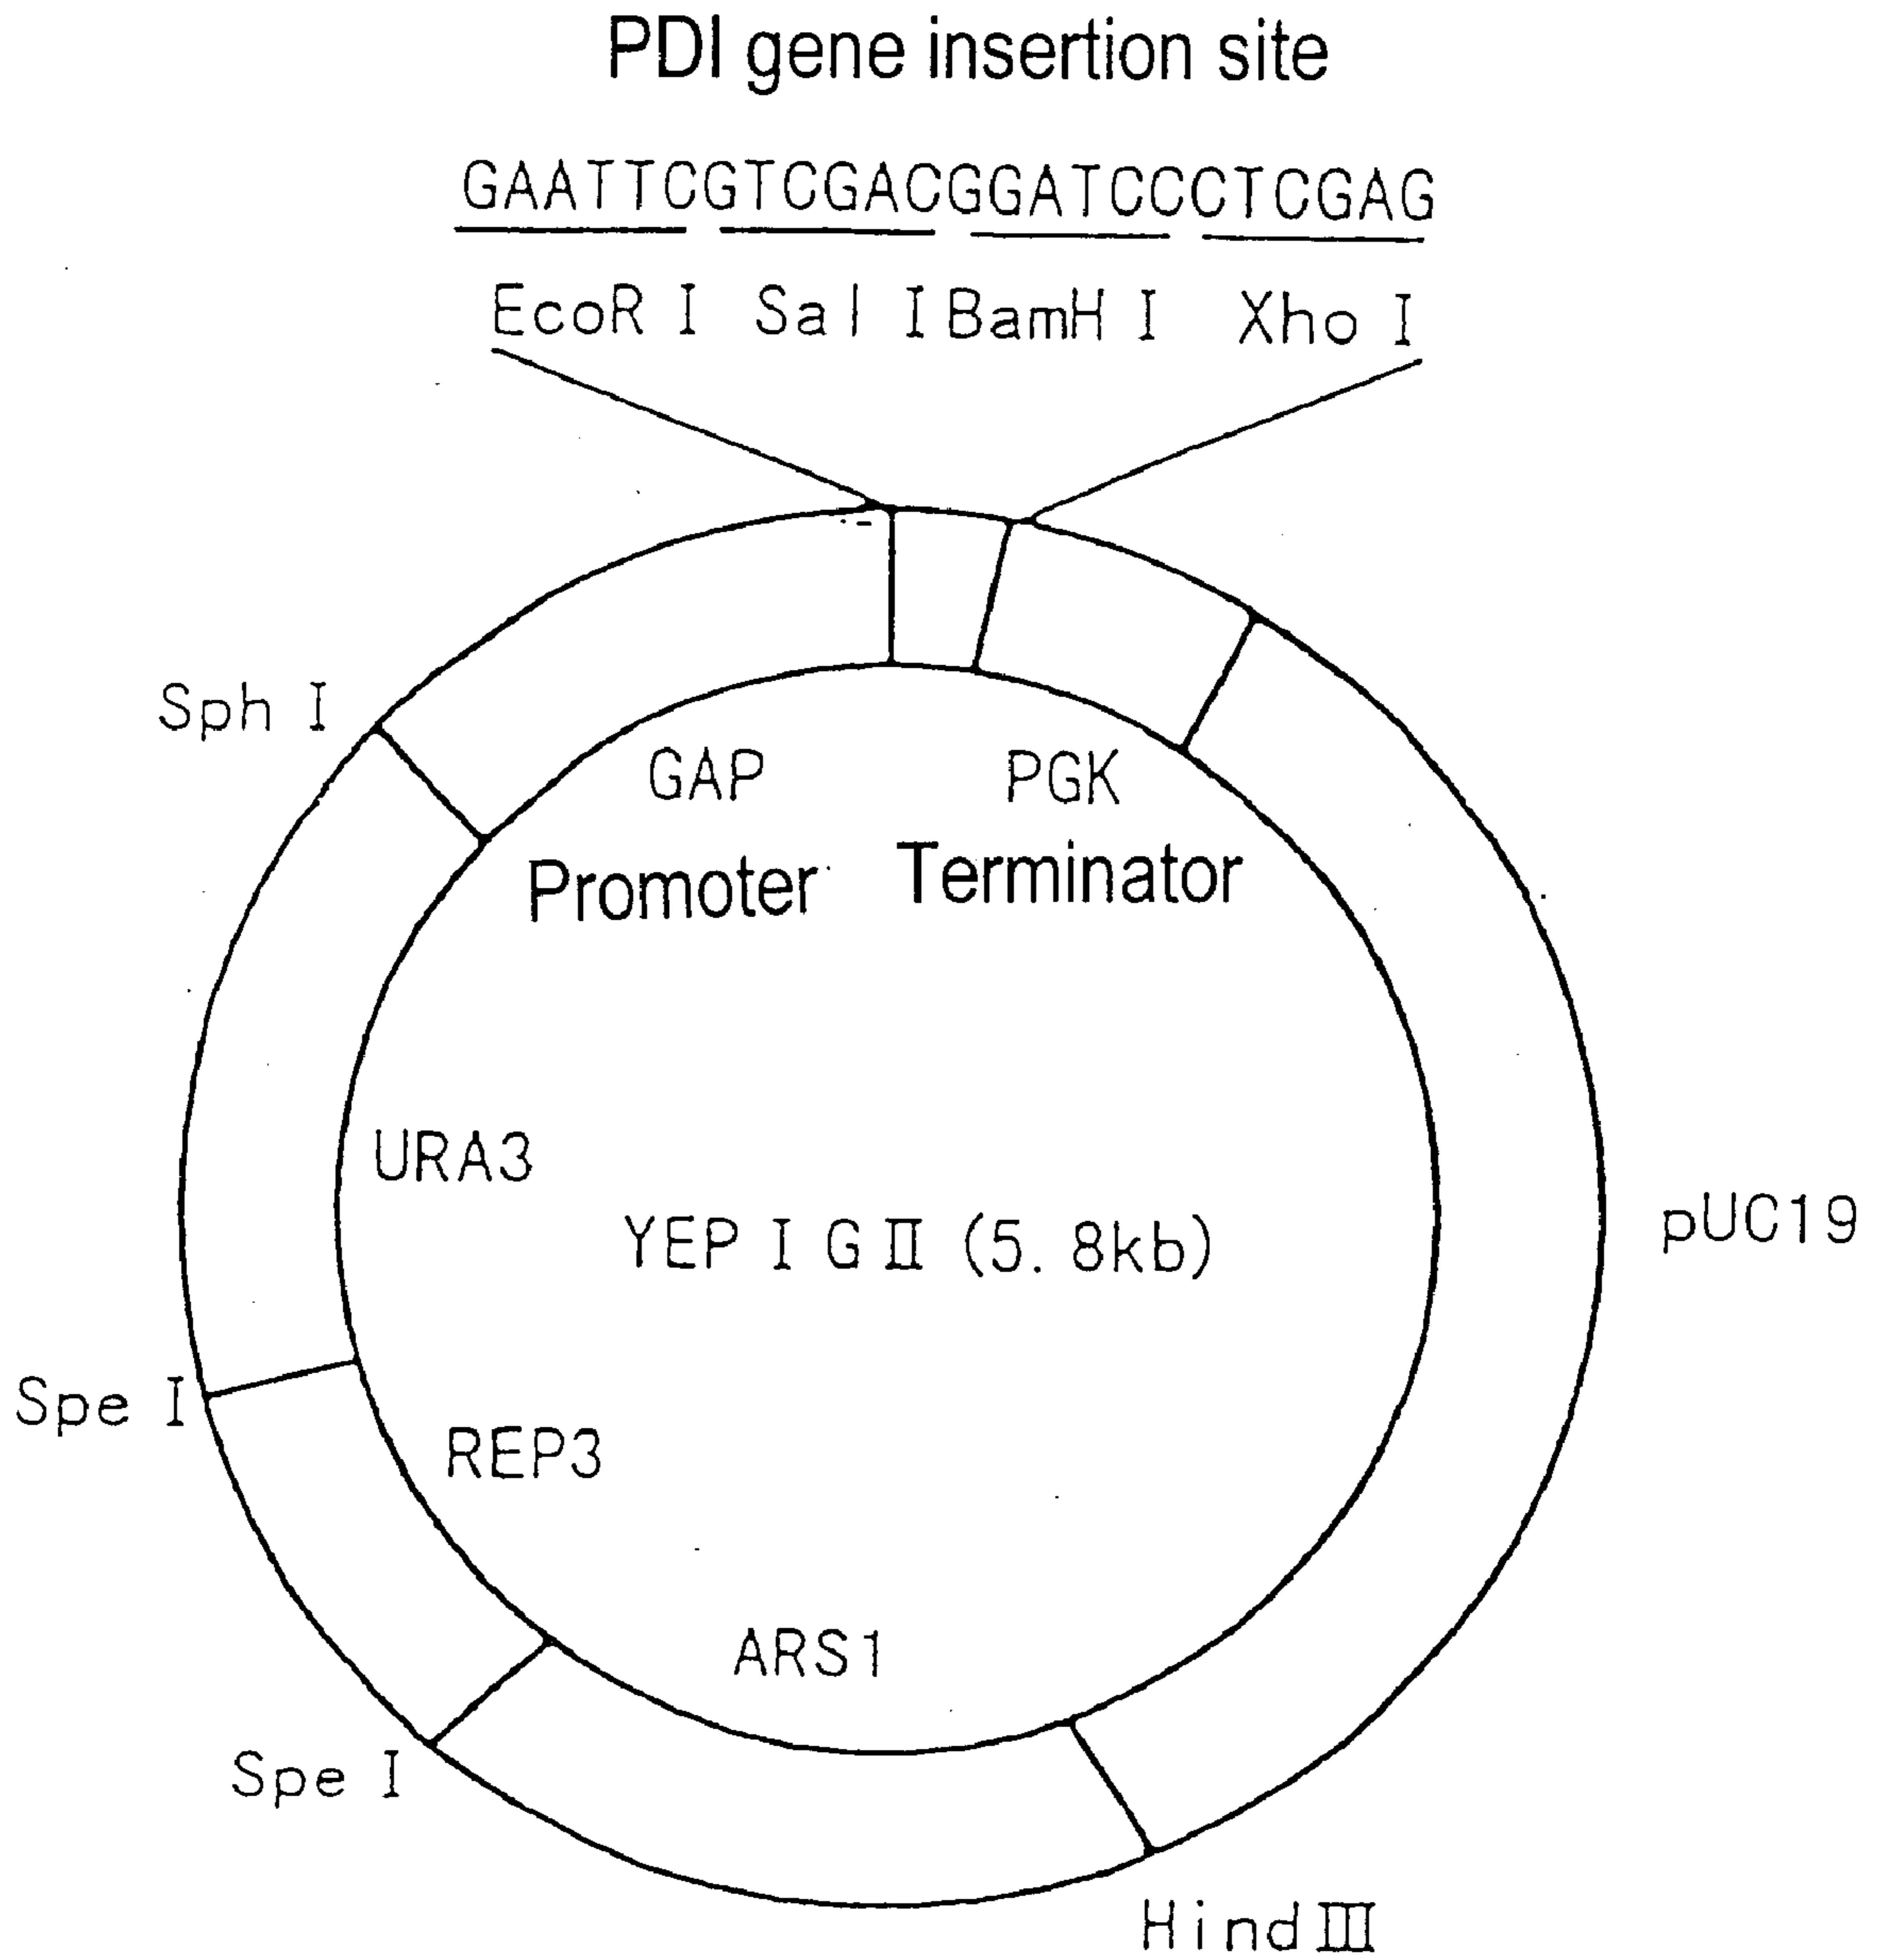 PDI gene insertion site
GAATTCGTCGACGGATCCCTCGAG
EcoR I Sal I BamH I Xho I
Sph I
GAP
Promoter
PGK
Terminator
URA3
YEP I G II (5. 8kb)
pUC19
Spe I
REP3
ARS1
Spe I
Hind III